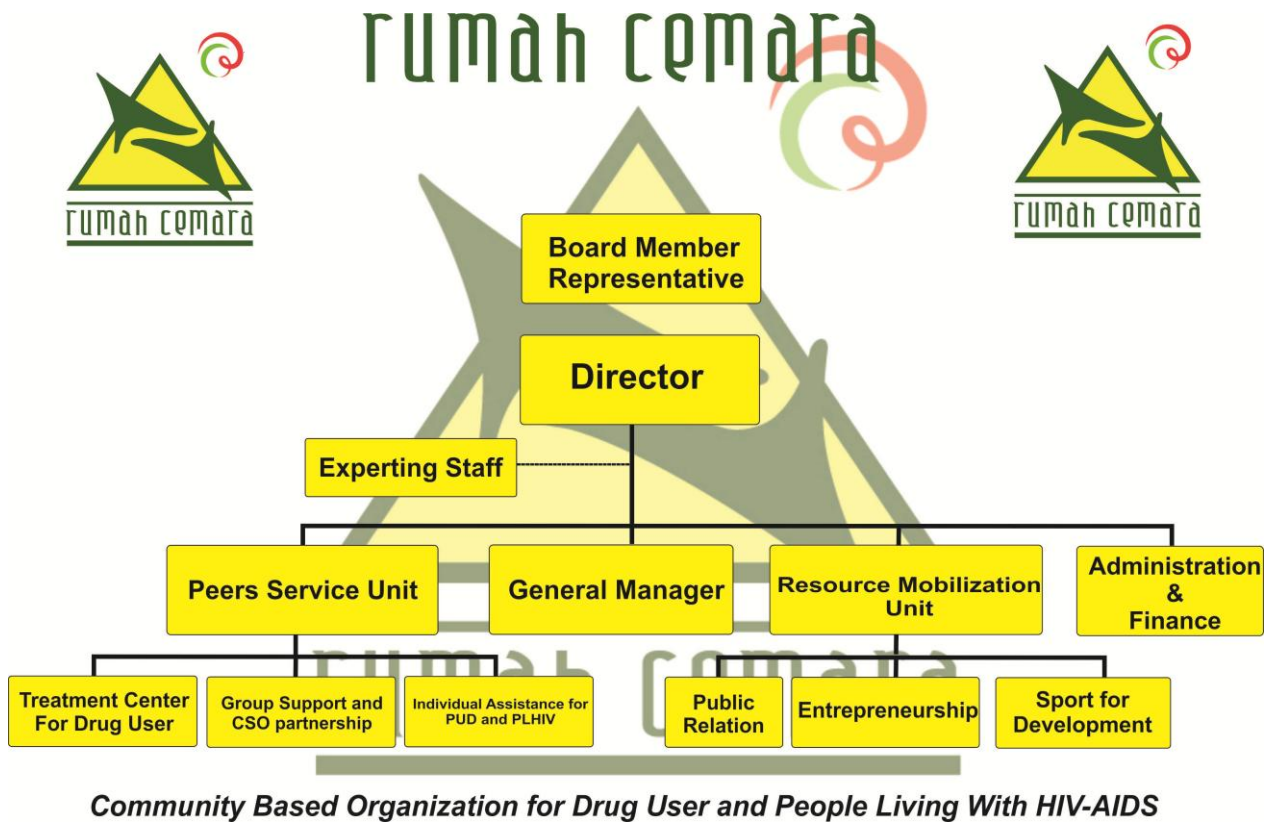 rumah cemara
rumah cemara
rumah cemara
Board Member
Representative
Director
Experting Staff
Peers Service Unit
General Manager
Resource Mobilization
Unit
Administration
&
Finance
rumah cemara
Treatment Center
For Drug User
Group Support and
CSO partnership
Individual Assistance for
PUD and PLHIV
Public
Relation
Entrepreneurship
Sport for
Development
Community Based Organization for Drug User and People Living With HIV-AIDS